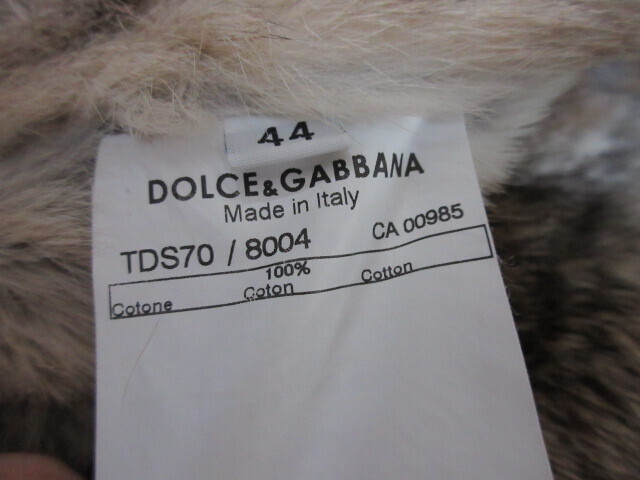 44
DOLCE&GABBANA
Made in Italy
TDS70 / 8004 CA 00985
100%
Cotone Coton Cotton